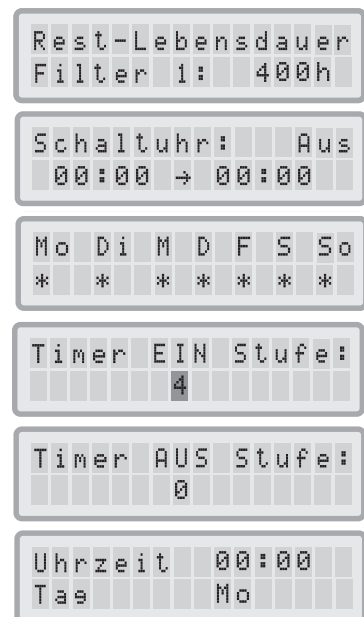 Rest-Lebensdauer
Filter 1: 400h
Schaltuhr: Aus
00:00 → 00:00
Mo Di M D F S So
* * * * * * *
Timer EIN Stufe:
4
Timer AUS Stufe:
0
Uhrzeit 00:00
Tag Mo